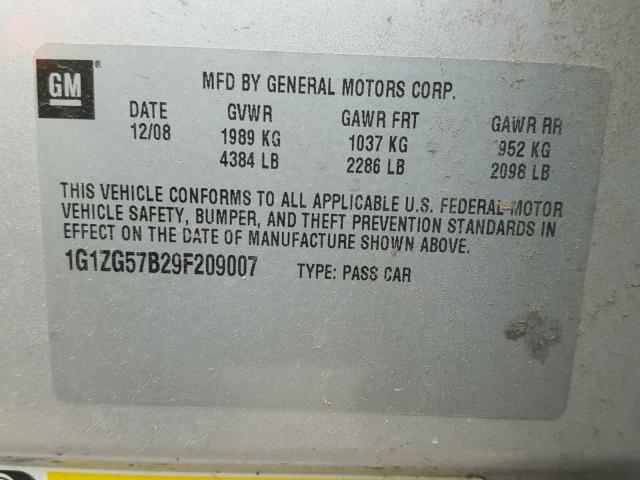 GM ® MFD BY GENERAL MOTORS CORP.
DATE GVWR GAWR FRT GAWR RR
12/08 1989 KG 1037 KG 952 KG
4384 LB 2286 LB 2098 LB
THIS VEHICLE CONFORMS TO ALL APPLICABLE U.S. FEDERAL MOTOR
VEHICLE SAFETY, BUMPER, AND THEFT PREVENTION STANDARDS IN
EFFECT ON THE DATE OF MANUFACTURE SHOWN ABOVE.
1G1ZG57B29F209007 TYPE: PASS CAR